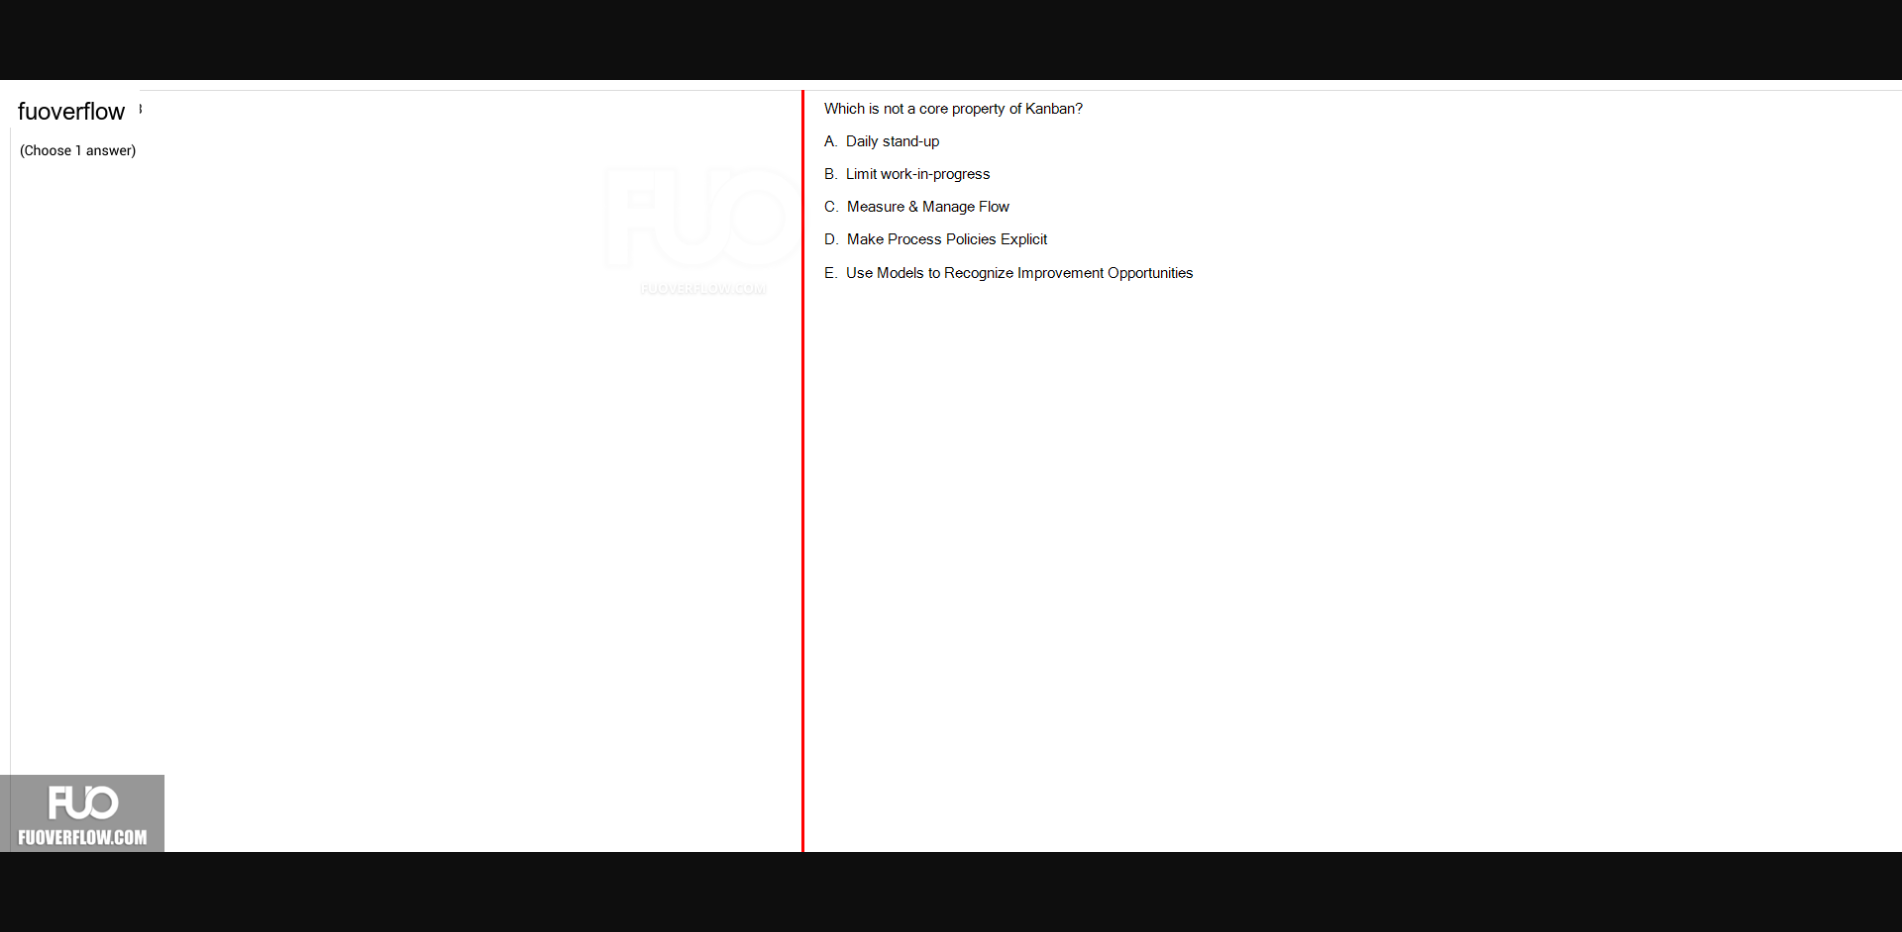 fuoverflow
(Choose 1 answer)
Which is not a core property of Kanban?
A. Daily stand-up
B. Limit work-in-progress
C. Measure & Manage Flow
D. Make Process Policies Explicit
E. Use Models to Recognize Improvement Opportunities
FUO
FUOVERFLOW.COM
FUO
FUOVERFLOW.COM